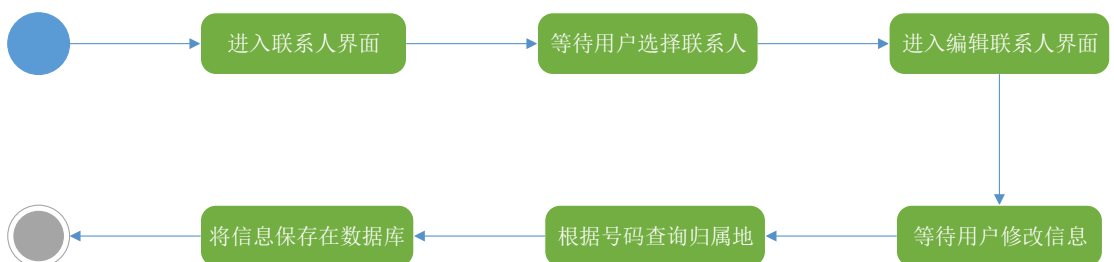 进入联系人界面
等待用户选择联系人
进入编辑联系人界面
等待用户修改信息
根据号码查询归属地
将信息保存在数据库